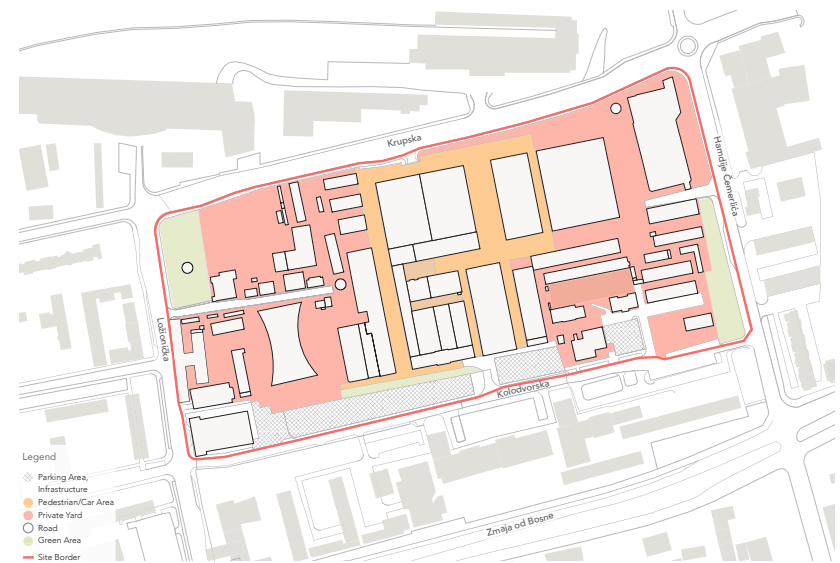 Krupska
Hamdije Čemerlića
Ložionička
Kolodvorska
Zmaja od Bosne
Legend
Parking Area,
Infrastructure
Pedestrian/Car Area
Private Yard
Road
Green Area
Site Border